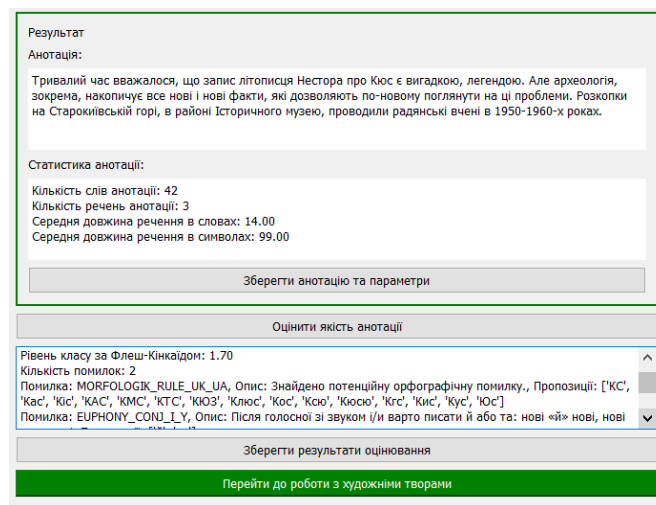 Результат
Анотація:
Тривалий час вважалося, що запис літописця Нестора про Кюс є вигадкою, легендою. Але археологія,
зокрема, накопичує все нові і нові факти, які дозволяють по-новому поглянути на ці проблеми. Розкопки
на Старокиївській горі, в районі Історичного музею, проводили радянські вчені в 1950-1960-х роках.
Статистика анотації:
Кількість слів анотації: 42
Кількість речень анотації: 3
Середня довжина речення в словах: 14.00
Середня довжина речення в символах: 99.00
Зберегти анотацію та параметри
Оцінити якість анотації
Рівень класу за Флеш-Кінкаїдом: 1.70
Кількість помилок: 2
Помилка: MORFOLOGIK_RULE_UK_UA, Опис: Знайдено потенційну орфографічну помилку., Пропозиції: ['КС',
'Кас', 'Кіс', 'КАС', 'КМС', 'КТС', 'КЮЗ', 'Клюс', 'Кос', 'Ксю', 'Кюсю', 'Кгс', 'Кис', 'Кус', 'Юс']
Помилка: EUPHONY_CONJ_I_Y, Опис: Після голосної зі звуком і/и варто писати й або та: нові «й» нові, нові
Зберегти результати оцінювання
Перейти до роботи з художніми творами